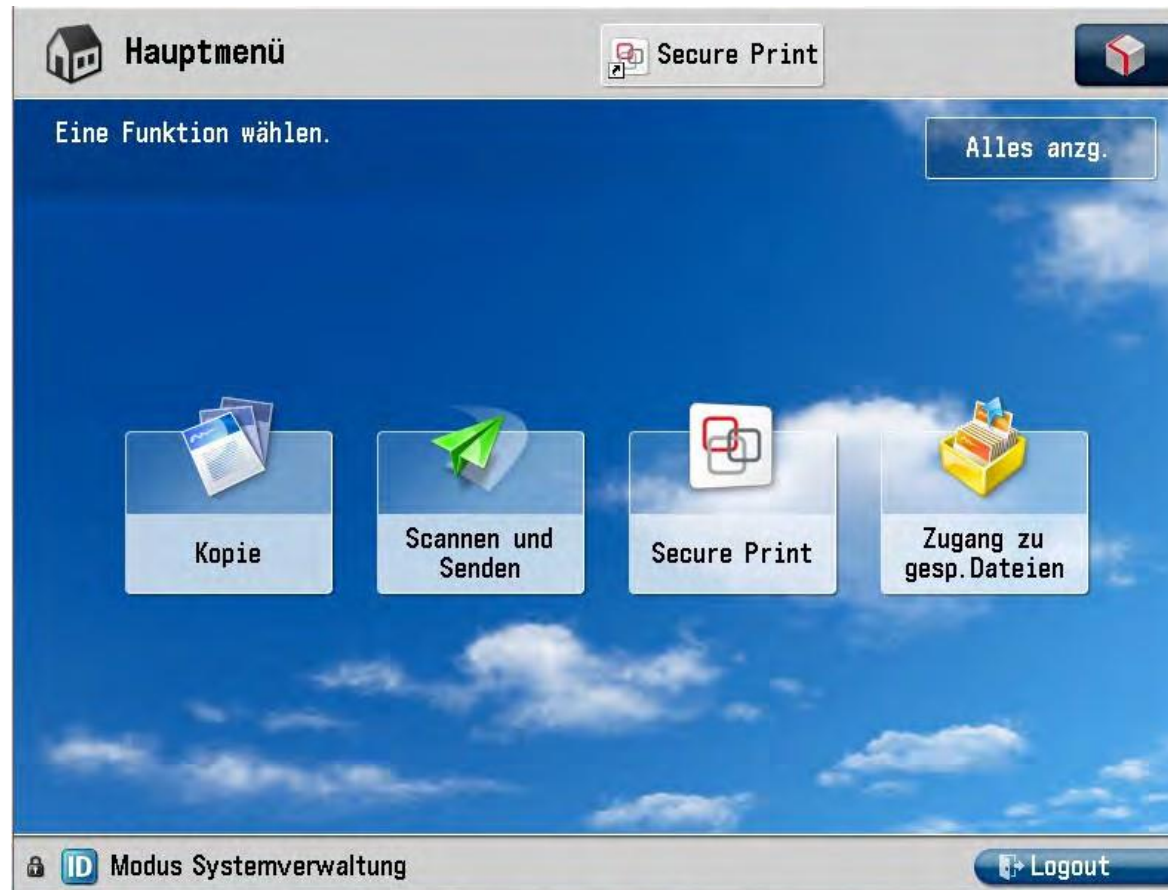 Hauptmenü
Secure Print
Eine Funktion wählen.
Alles anzg.
Kopie
Scannen und
Senden
Secure Print
Zugang zu
gesp.Dateien
ID Modus Systemverwaltung
Logout